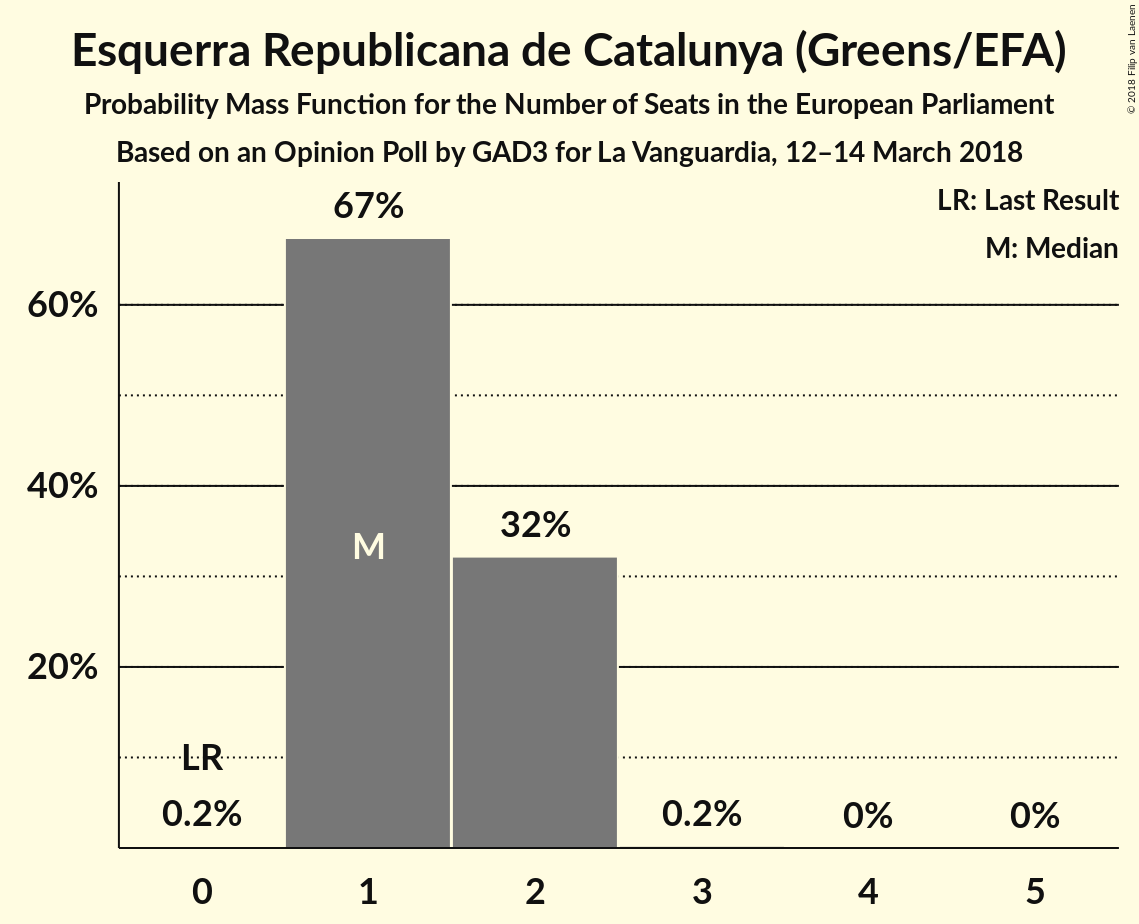 Esquerra Republicana de Catalunya (Greens/EFA)
Probability Mass Function for the Number of Seats in the European Parliament
Based on an Opinion Poll by GAD3 for La Vanguardia, 12–14 March 2018
© 2018 Filip van Laenen
LR: Last Result
M: Median
67%
60%
40%
32%
M
20%
LR
0.2%
0.2%
0%
0%
0 1 2 3 4 5